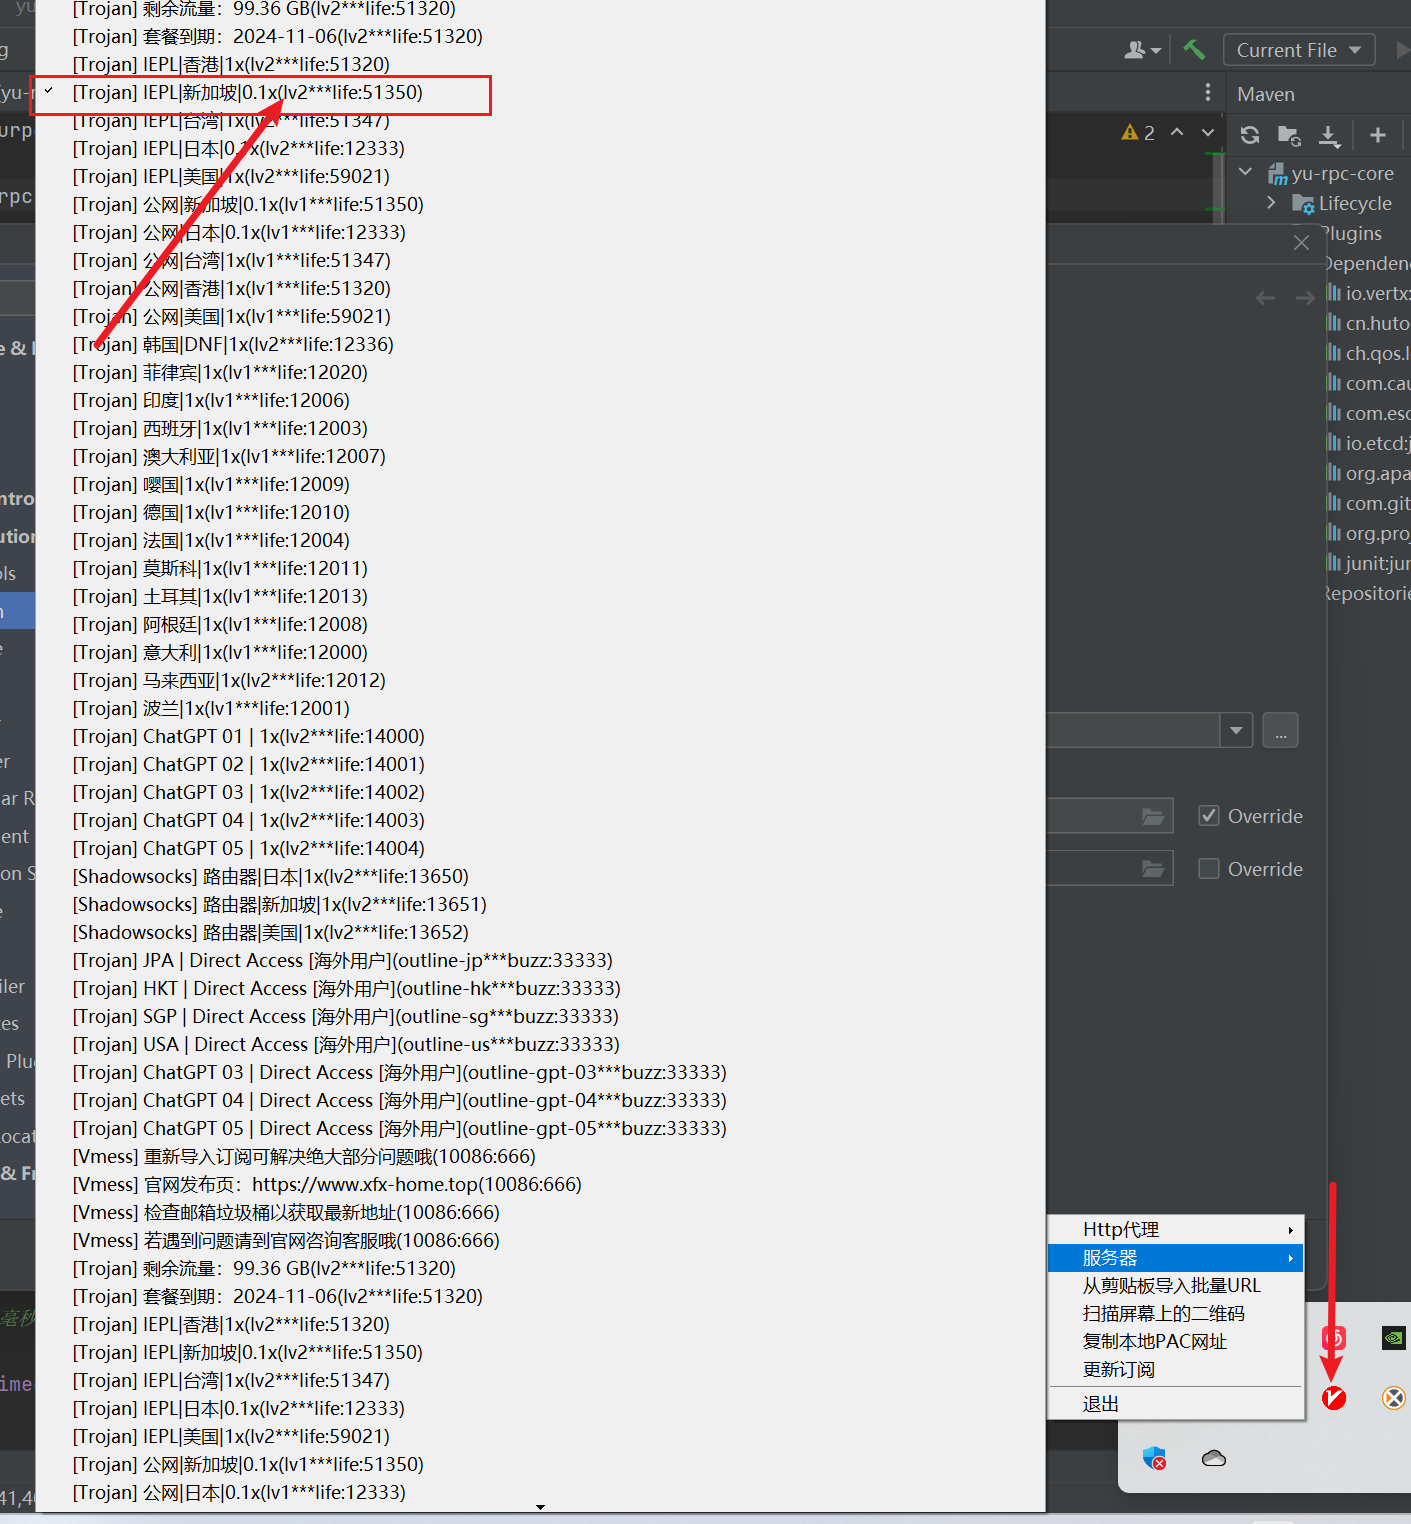 [Trojan] 剩余流量：99.36 GB(lv2***life:51320)
[Trojan] 套餐到期：2024-11-06(lv2***life:51320)
[Trojan] IEPL|香港|1x(lv2***life:51320)
[Trojan] IEPL|新加坡|0.1x(lv2***life:51350)
[Trojan] IEPL|台湾|1x(lv2***life:51347)
[Trojan] IEPL|日本|0.1x(lv2***life:12333)
[Trojan] IEPL|美国|1x(lv2***life:59021)
[Trojan] 公网|新加坡|0.1x(lv1***life:51350)
[Trojan] 公网|日本|0.1x(lv1***life:12333)
[Trojan] 公网|台湾|1x(lv1***life:51347)
[Trojan] 公网|香港|1x(lv1***life:51320)
[Trojan] 公网|美国|1x(lv1***life:59021)
[Trojan] 韩国|DNF|1x(lv2***life:12336)
[Trojan] 菲律宾|1x(lv1***life:12020)
[Trojan] 印度|1x(lv1***life:12006)
[Trojan] 西班牙|1x(lv1***life:12003)
[Trojan] 澳大利亚|1x(lv1***life:12007)
[Trojan] 嘤国|1x(lv1***life:12009)
[Trojan] 德国|1x(lv1***life:12010)
[Trojan] 法国|1x(lv1***life:12004)
[Trojan] 莫斯科|1x(lv1***life:12011)
[Trojan] 土耳其|1x(lv1***life:12013)
[Trojan] 阿根廷|1x(lv1***life:12008)
[Trojan] 意大利|1x(lv1***life:12000)
[Trojan] 马来西亚|1x(lv2***life:12012)
[Trojan] 波兰|1x(lv1***life:12001)
[Trojan] ChatGPT 01 | 1x(lv2***life:14000)
[Trojan] ChatGPT 02 | 1x(lv2***life:14001)
[Trojan] ChatGPT 03 | 1x(lv2***life:14002)
[Trojan] ChatGPT 04 | 1x(lv2***life:14003)
[Trojan] ChatGPT 05 | 1x(lv2***life:14004)
[Shadowsocks] 路由器|日本|1x(lv2***life:13650)
[Shadowsocks] 路由器|新加坡|1x(lv2***life:13651)
[Shadowsocks] 路由器|美国|1x(lv2***life:13652)
[Trojan] JPA | Direct Access [海外用户](outline-jp***buzz:33333)
[Trojan] HKT | Direct Access [海外用户](outline-hk***buzz:33333)
[Trojan] SGP | Direct Access [海外用户](outline-sg***buzz:33333)
[Trojan] USA | Direct Access [海外用户](outline-us***buzz:33333)
[Trojan] ChatGPT 03 | Direct Access [海外用户](outline-gpt-03***buzz:33333)
[Trojan] ChatGPT 04 | Direct Access [海外用户](outline-gpt-04***buzz:33333)
[Trojan] ChatGPT 05 | Direct Access [海外用户](outline-gpt-05***buzz:33333)
[Vmess] 重新导入订阅可解决绝大部分问题哦(10086:666)
[Vmess] 官网发布页：https://www.xfx-home.top(10086:666)
[Vmess] 检查邮箱垃圾桶以获取最新地址(10086:666)
[Vmess] 若遇到问题请到官网咨询客服哦(10086:666)
[Trojan] 剩余流量：99.36 GB(lv2***life:51320)
[Trojan] 套餐到期：2024-11-06(lv2***life:51320)
[Trojan] IEPL|香港|1x(lv2***life:51320)
[Trojan] IEPL|新加坡|0.1x(lv2***life:51350)
[Trojan] IEPL|台湾|1x(lv2***life:51347)
[Trojan] IEPL|日本|0.1x(lv2***life:12333)
[Trojan] IEPL|美国|1x(lv2***life:59021)
[Trojan] 公网|新加坡|0.1x(lv1***life:51350)
[Trojan] 公网|日本|0.1x(lv1***life:12333)
Http代理
服务器
从剪贴板导入批量URL
扫描屏幕上的二维码
复制本地PAC网址
更新订阅
退出
Current File
Maven
2
yu-rpc-core
Lifecycle
Plugins
Dependen
io.vertx:
cn.huto
ch.qos.l
com.cau
com.esc
io.etcd:j
org.apa
com.git
org.proj
junit:jun
Repositorie
...
Override
Override